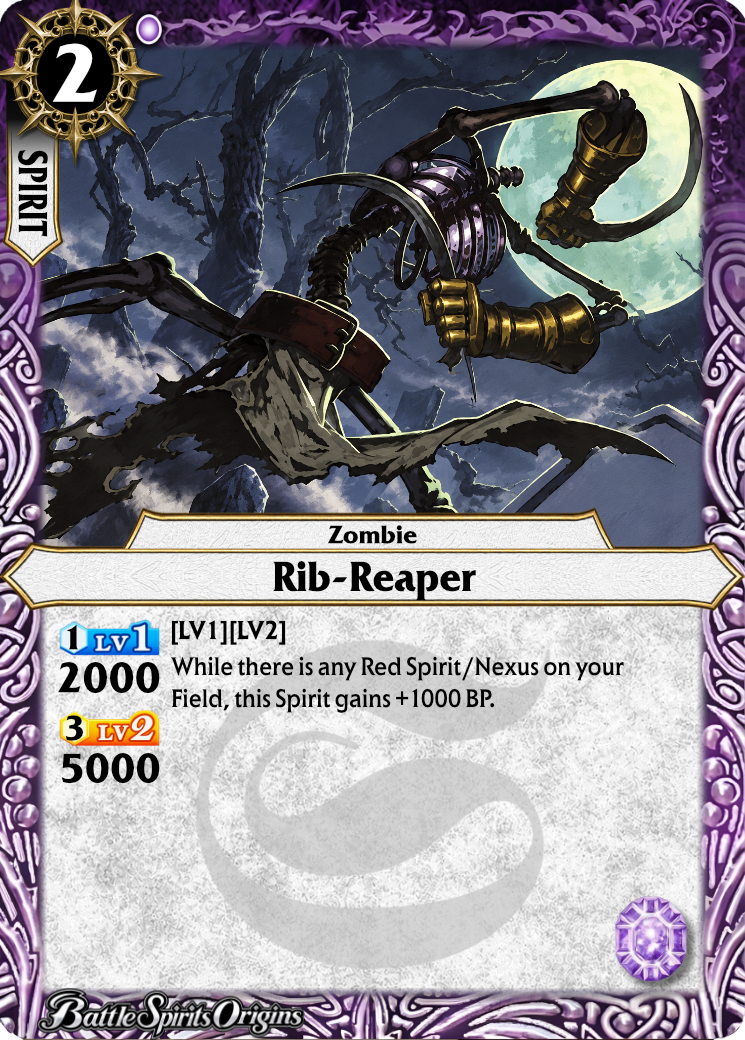 2
SPIRIT
Zombie
Rib-Reaper
1 LV1
2000
3 LV2
5000
[LV1][LV2]
While there is any Red Spirit/Nexus on your
Field, this Spirit gains +1000 BP.
Battle Spirits Origins